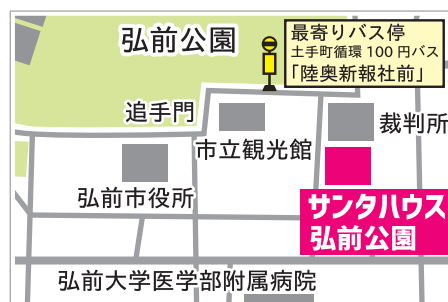 弘前公園
最寄りバス停
土手町循環100円バス
「陸奥新報社前」
追手門
市立観光館
裁判所
弘前市役所
サンタハウス
弘前公園
弘前大学医学部附属病院